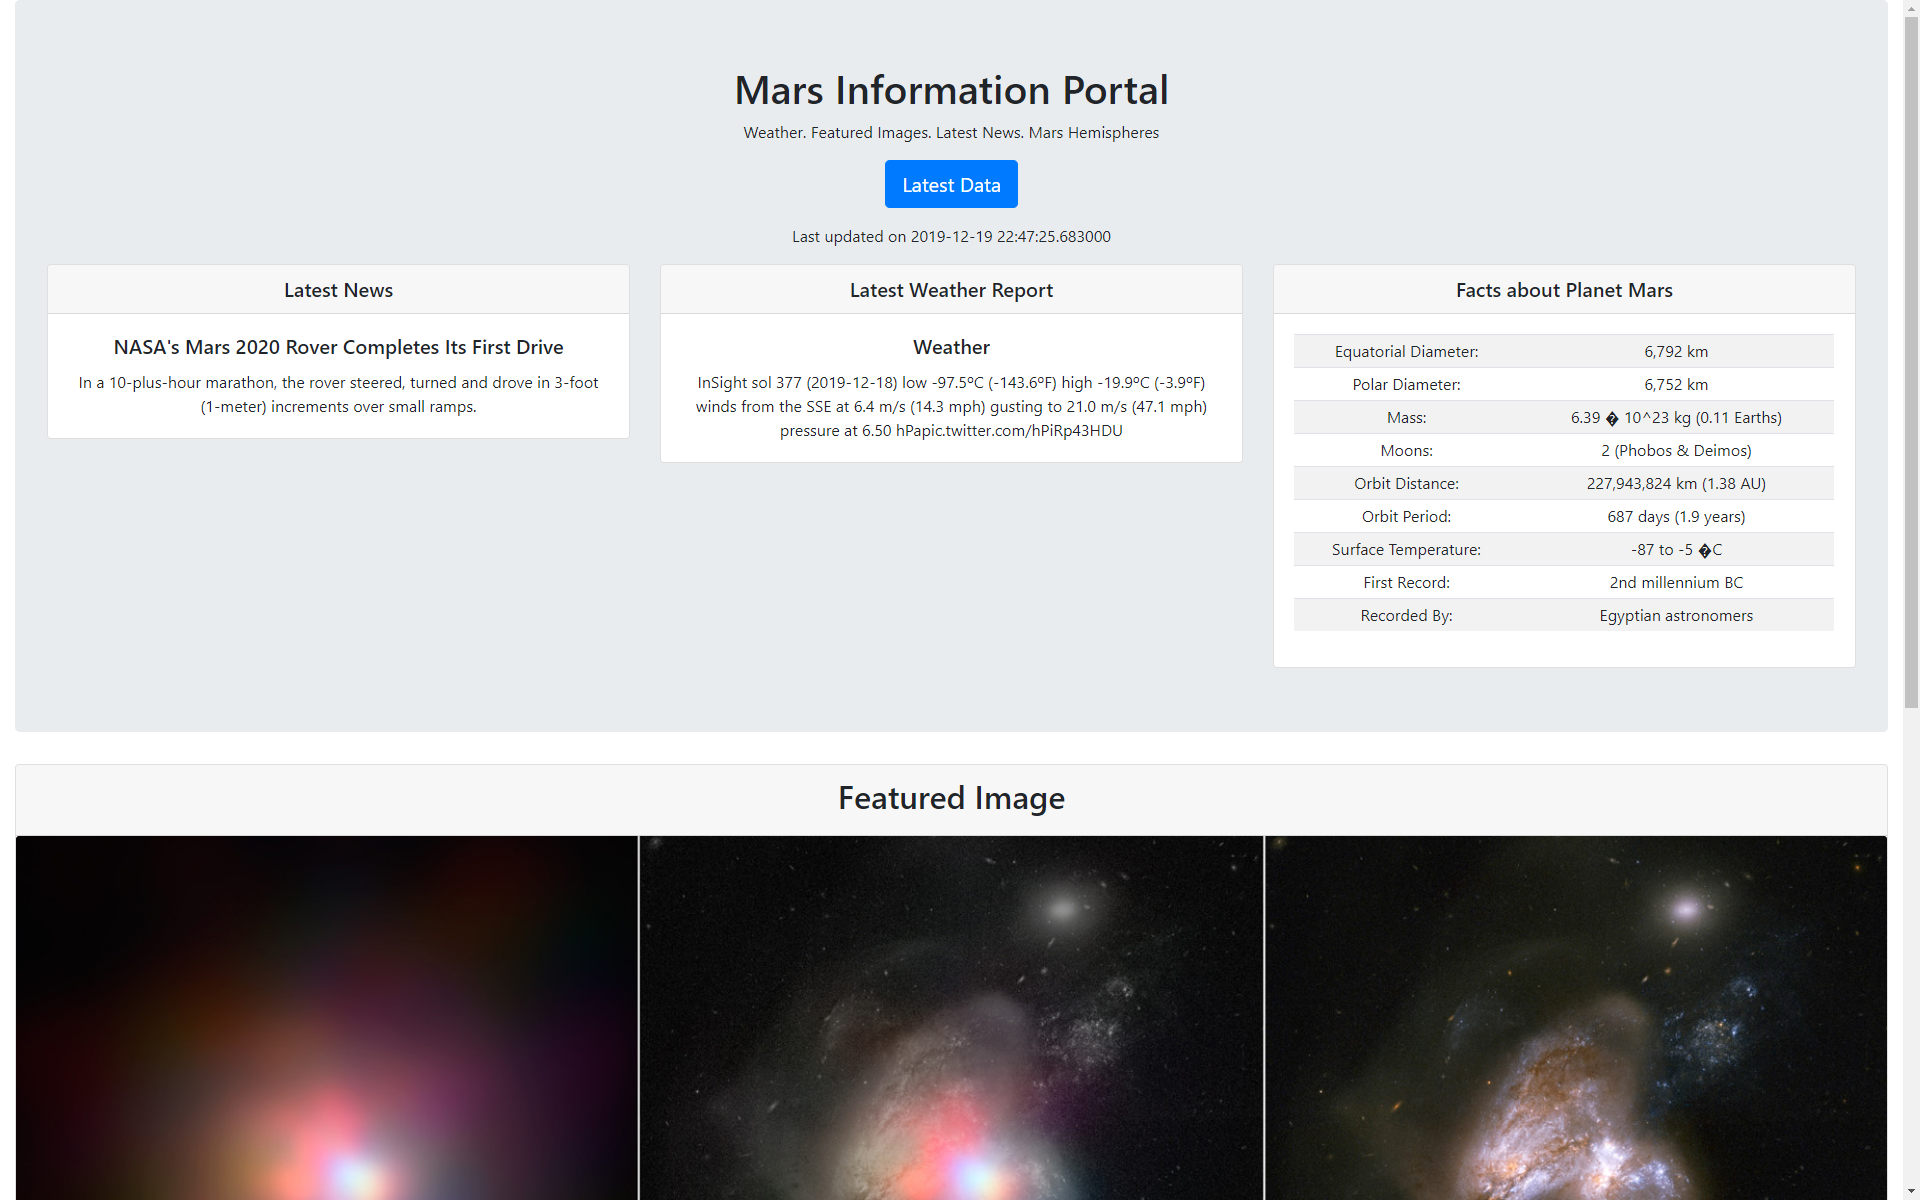 Mars Information Portal
Weather. Featured Images. Latest News. Mars Hemispheres
Latest Data
Last updated on 2019-12-19 22:47:25.683000
Latest News
NASA's Mars 2020 Rover Completes Its First Drive
In a 10-plus-hour marathon, the rover steered, turned and drove in 3-foot
(1-meter) increments over small ramps.
Latest Weather Report
Weather
InSight sol 377 (2019-12-18) low -97.5ºC (-143.6ºF) high -19.9ºC (-3.9ºF)
winds from the SSE at 6.4 m/s (14.3 mph) gusting to 21.0 m/s (47.1 mph)
pressure at 6.50 hPapic.twitter.com/hPiRp43HDU
Facts about Planet Mars
Equatorial Diameter: 6,792 km
Polar Diameter: 6,752 km
Mass: 6.39 � 10^23 kg (0.11 Earths)
Moons: 2 (Phobos & Deimos)
Orbit Distance: 227,943,824 km (1.38 AU)
Orbit Period: 687 days (1.9 years)
Surface Temperature: -87 to -5 �C
First Record: 2nd millennium BC
Recorded By: Egyptian astronomers
Featured Image